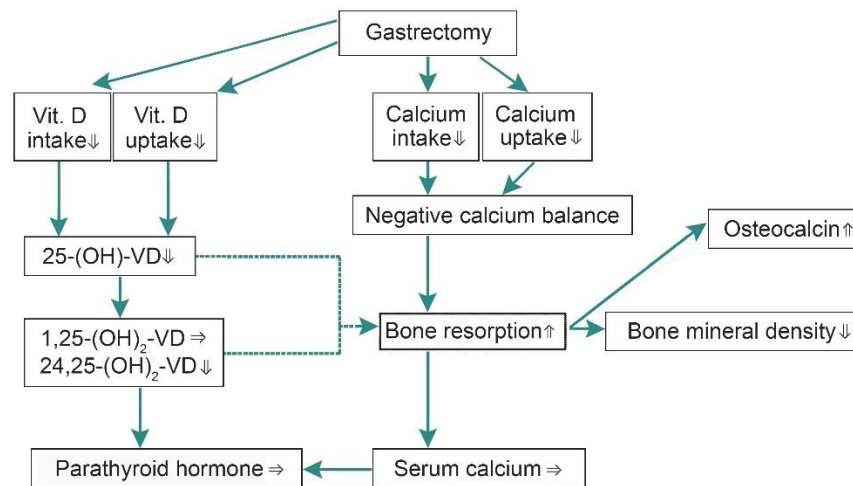 Gastrectomy
Vit. D
intake⇓
Vit. D
uptake⇓
Calcium
intake⇓
Calcium
uptake⇓
Negative calcium balance
Osteocalcin⇑
25-(OH)-VD⇓
Bone resorption⇑
Bone mineral density⇓
1,25-(OH)₂-VD⇒
24,25-(OH)₂-VD⇓
Parathyroid hormone⇒
Serum calcium⇒